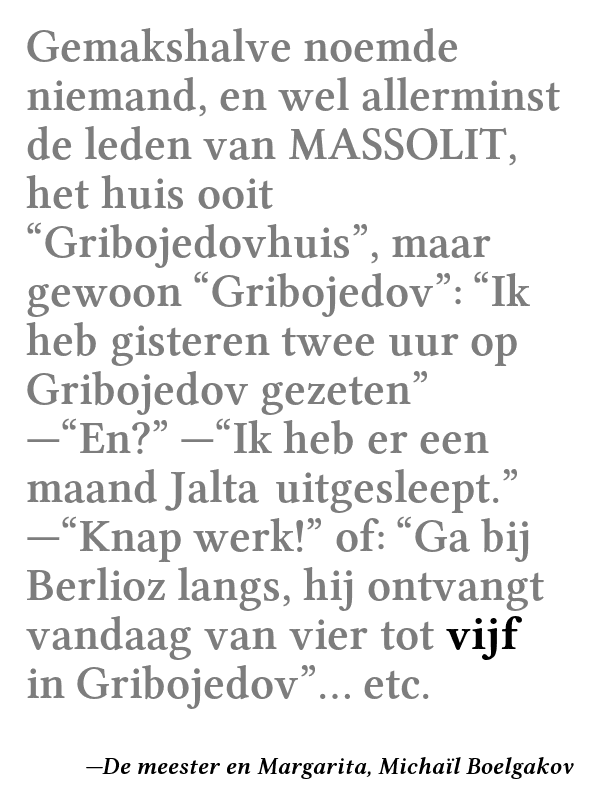 Gemakshalve noemde
niemand, en wel allerminst
de leden van MASSOLIT,
het huis ooit
“Gribojedovhuis”, maar
gewoon “Gribojedov”: “Ik
heb gisteren twee uur op
Gribojedov gezeten”
—“En?” —“Ik heb er een
maand Jalta uitgesleept.”
—“Knap werk!” of: “Ga bij
Berlioz langs, hij ontvangt
vandaag van vier tot vijf
in Gribojedov”… etc.
—De meester en Margarita, Michaïl Boelgakov